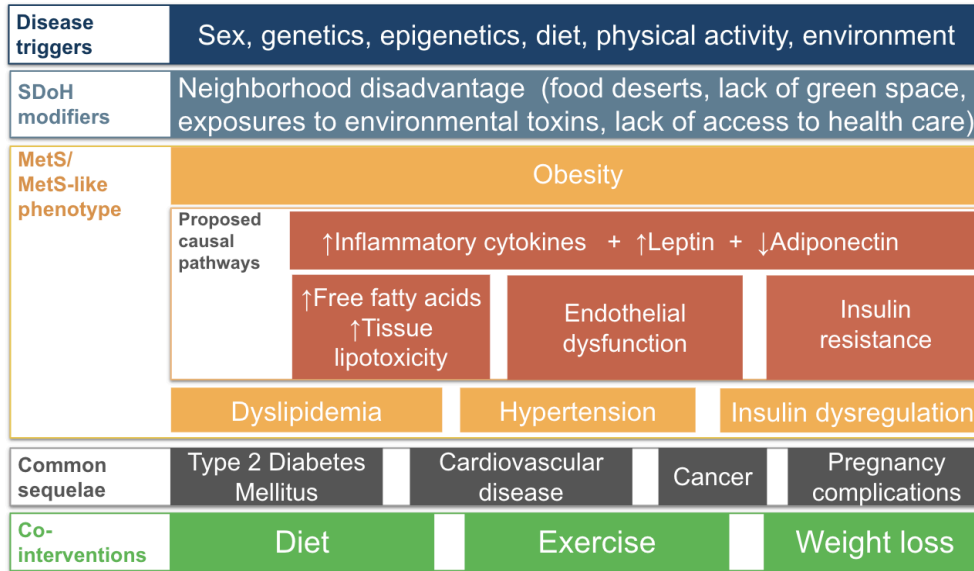 Disease
triggers
Sex, genetics, epigenetics, diet, physical activity, environment
SDoH
modifiers
Neighborhood disadvantage (food deserts, lack of green space,
exposures to environmental toxins, lack of access to health care)
MetS/
MetS-like
phenotype
Obesity
Proposed
causal
pathways
↑Inflammatory cytokines + ↑Leptin + ↓Adiponectin
↑Free fatty acids
↑Tissue
lipotoxicity
Endothelial
dysfunction
Insulin
resistance
Dyslipidemia
Hypertension
Insulin dysregulation
Common
sequelae
Type 2 Diabetes
Mellitus
Cardiovascular
disease
Cancer
Pregnancy
complications
Co-
interventions
Diet
Exercise
Weight loss